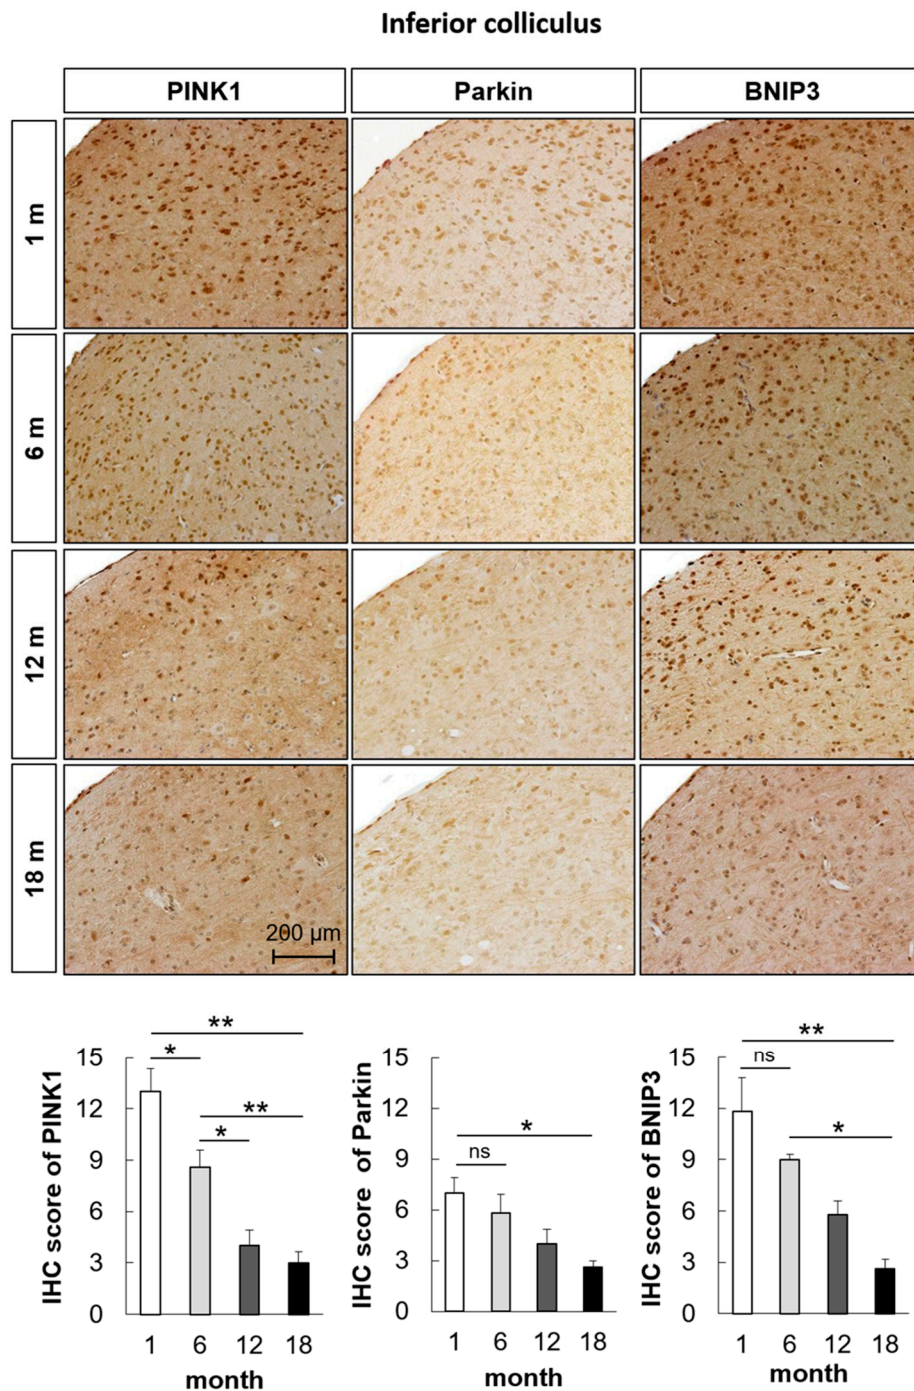 Inferior colliculus
PINK1
Parkin
BNIP3
1 m
6 m
12 m
18 m
200 µm
IHC score of PINK1
15
12
9
6
3
0
**
*
**
*
1 6 12 18
month
IHC score of Parkin
15
12
9
6
3
0
*
ns
1 6 12 18
month
IHC score of BNIP3
15
12
9
6
3
0
**
ns
*
1 6 12 18
month